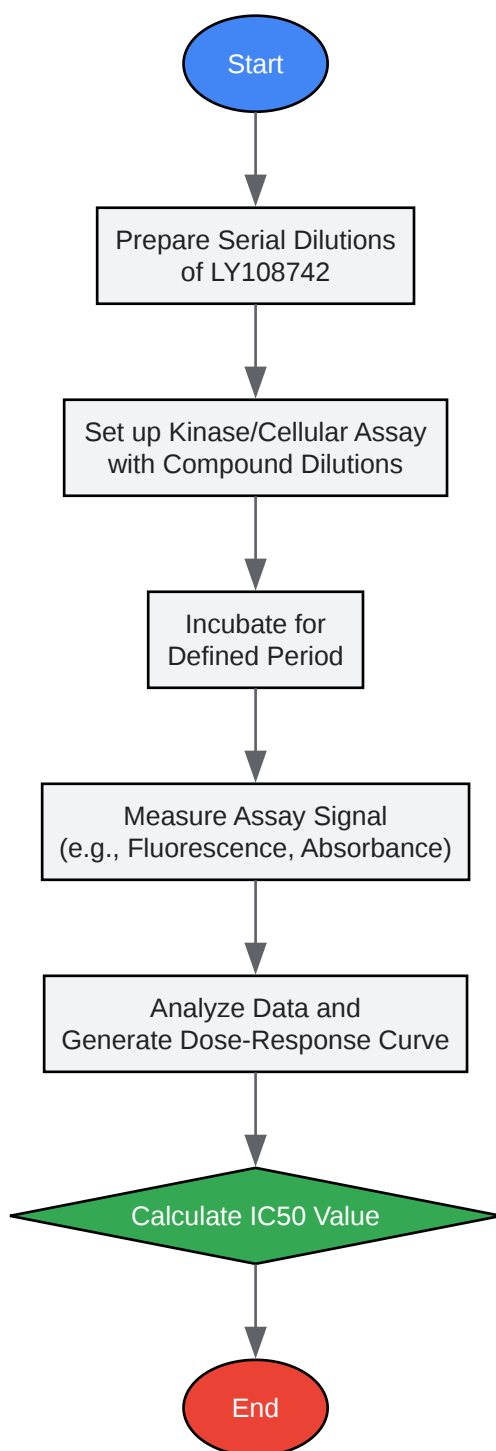 Start
Prepare Serial Dilutions
of LY108742
Set up Kinase/Cellular Assay
with Compound Dilutions
Incubate for
Defined Period
Measure Assay Signal
(e.g., Fluorescence, Absorbance)
Analyze Data and
Generate Dose-Response Curve
Calculate IC50 Value
End